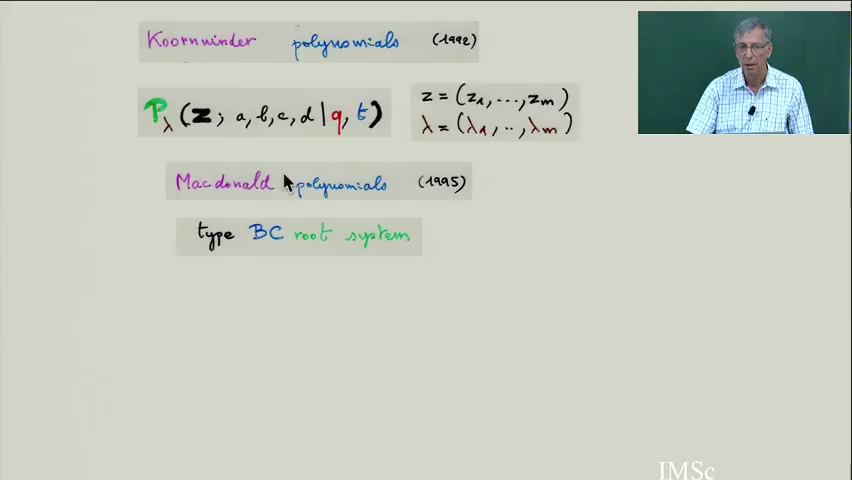 Koornwinder polynomials (1992)
P_λ (z; a, b, c, d | q, t)
z = (z_1, ..., z_m)
λ = (λ_1, .., λ_m)
Macdonald polynomials (1995)
type BC root system
IMSc